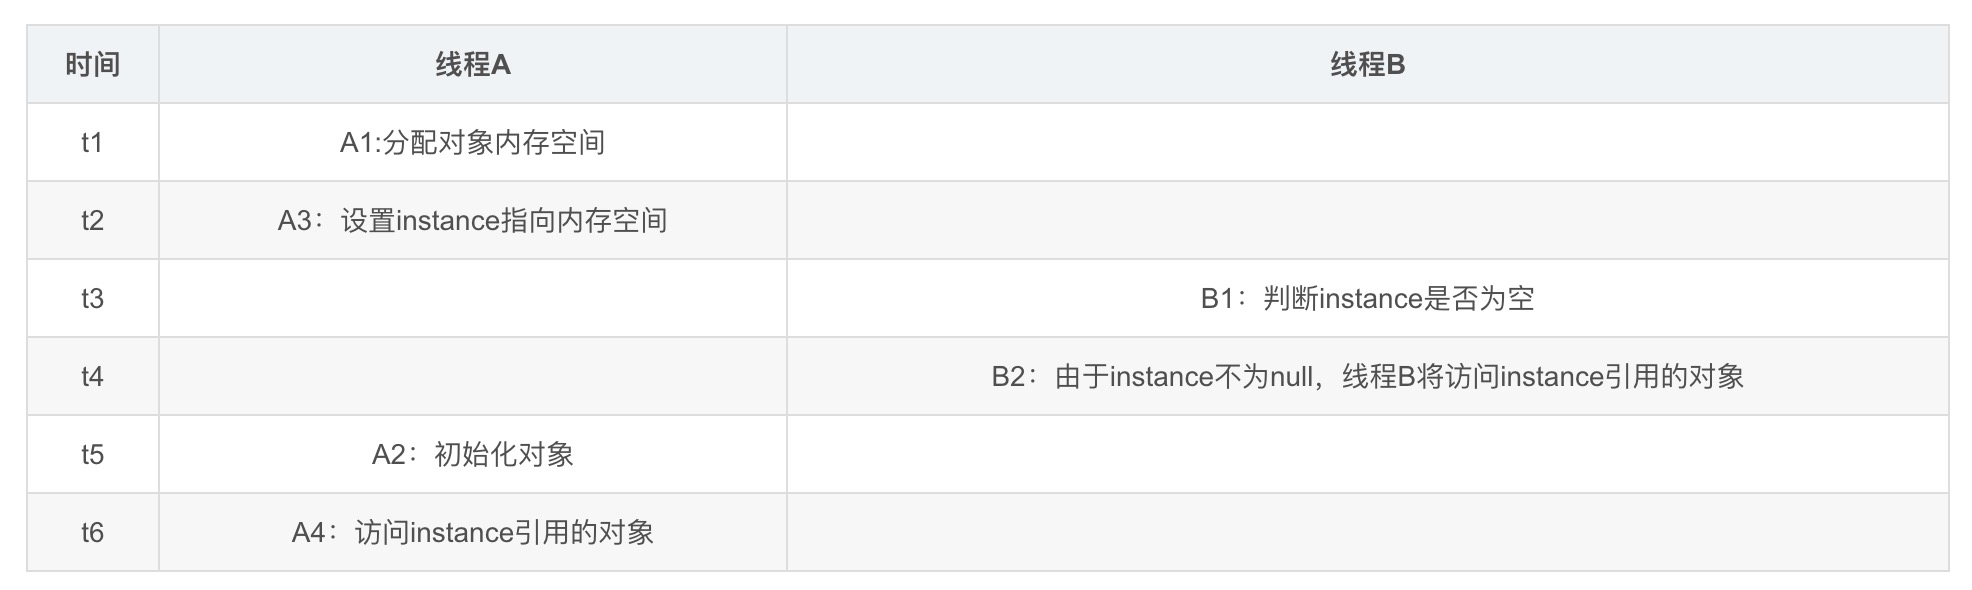 时间 线程A 线程B
t1 A1:分配对象内存空间
t2 A3：设置instance指向内存空间
t3 B1：判断instance是否为空
t4 B2：由于instance不为null，线程B将访问instance引用的对象
t5 A2：初始化对象
t6 A4：访问instance引用的对象